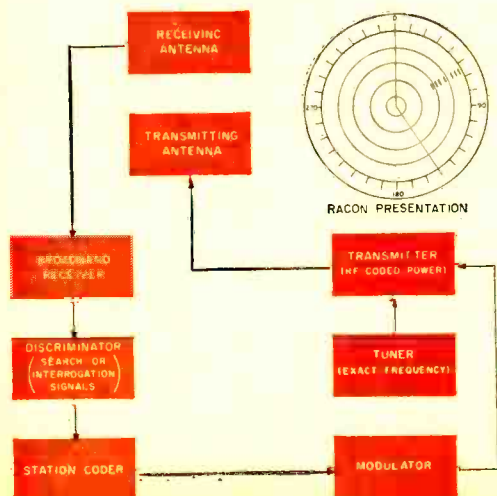 RECEIVING
ANTENNA
TRANSMITTING
ANTENNA
0
270
90
180
RACON PRESENTATION
BROADBAND
RECEIVER
TRANSMITTER
(RF CODED POWER)
DISCRIMINATOR
(SEARCH OR
INTERROGATION
SIGNALS)
TUNER
(EXACT FREQUENCY)
STATION CODER
MODULATOR